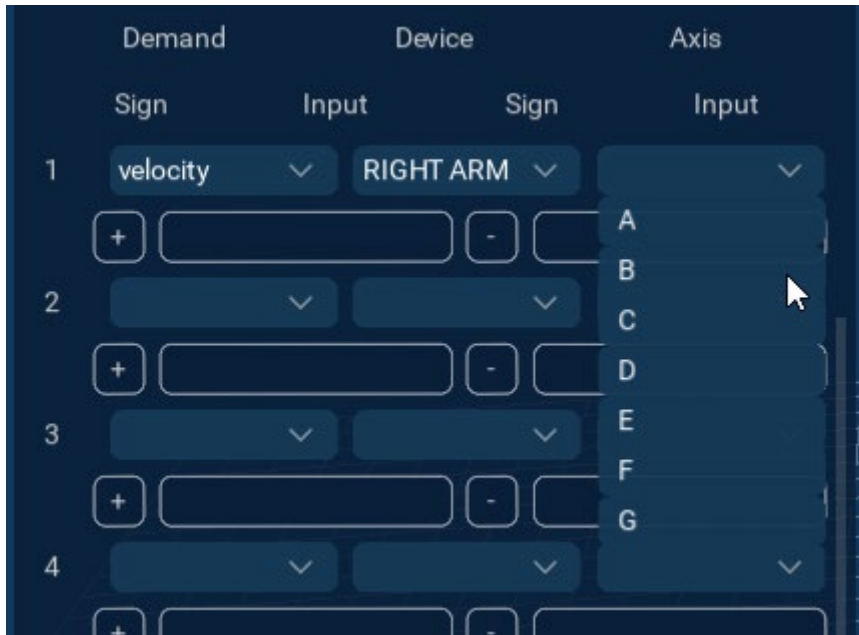 Demand Device Axis
Sign Input Sign Input
1 velocity RIGHT ARM
+ - A
B
2 C
+ - D
3 E
F
+ -
G
4
+ -